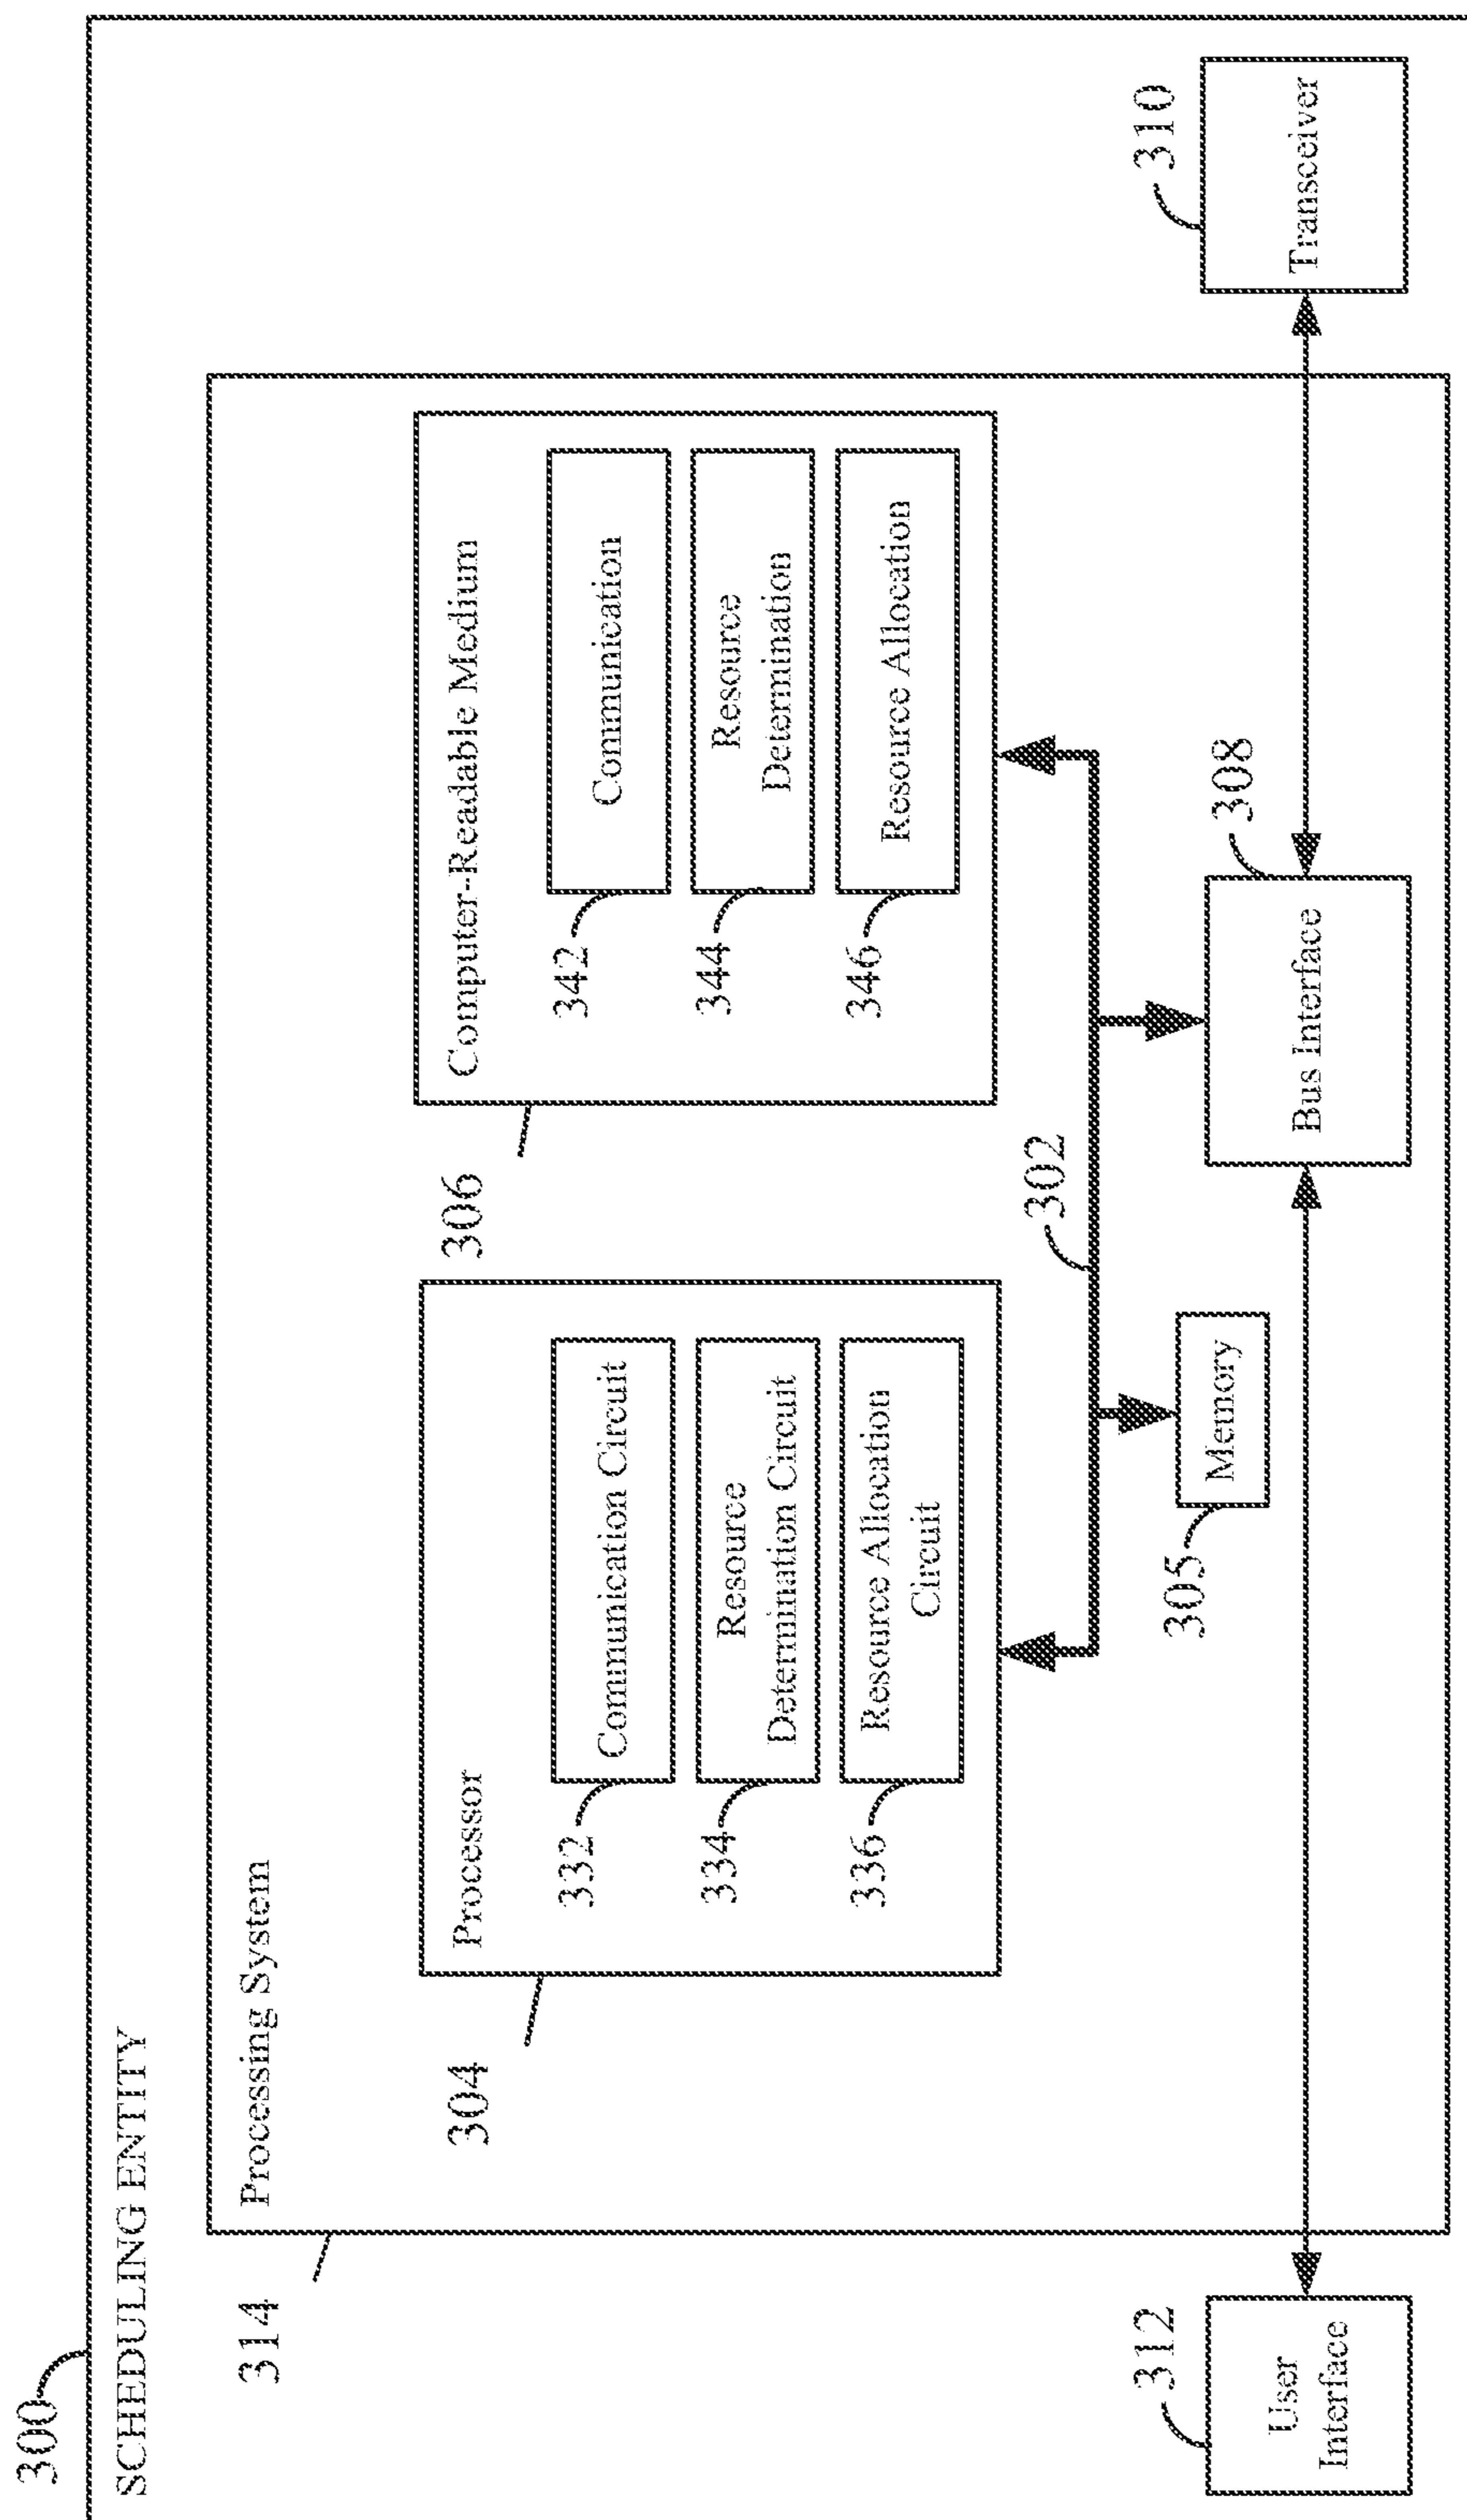 300
SCHEDULING ENTITY
314
Processing System
304
Processor
332
Communication Circuit
334
Resource
Determination Circuit
336
Resource Allocation
Circuit
306
Computer-Readable Medium
342
Communication
344
Resource
Determination
346
Resource Allocation
302
305
Memory
308
Bus Interface
312
User
Interface
310
Transceiver